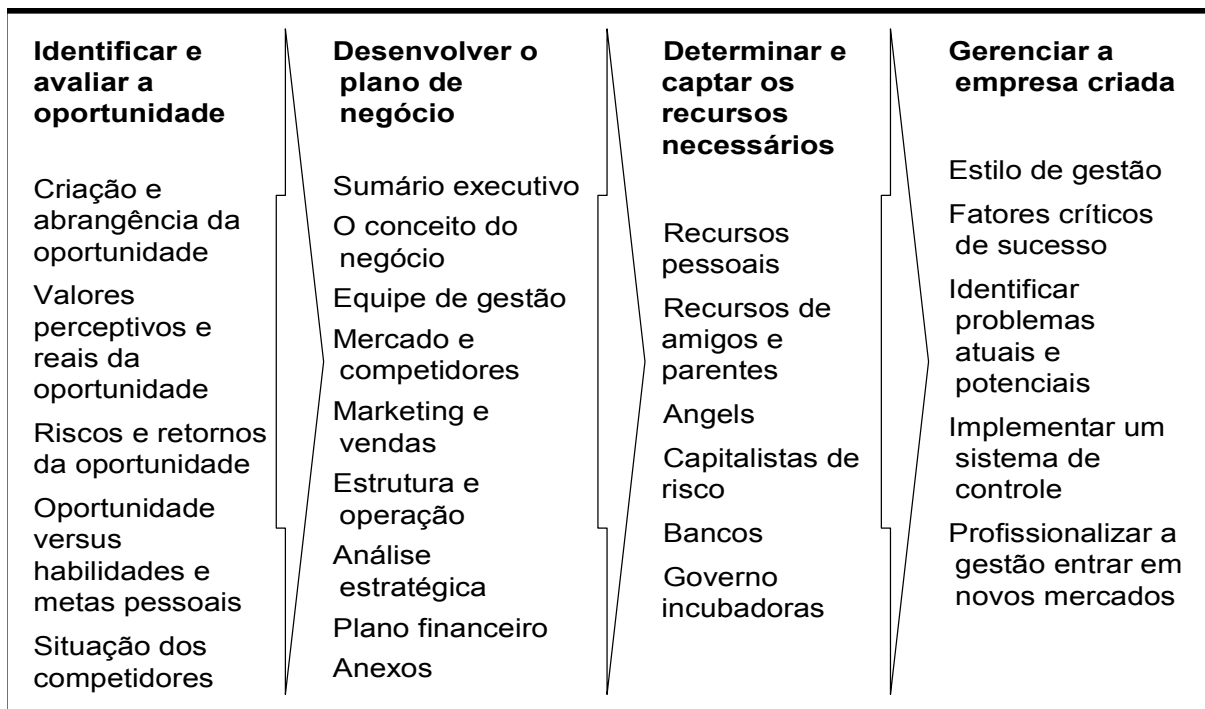 Identificar e
avaliar a
oportunidade
Criação e
abrangência da
oportunidade
Valores
perceptivos e
reais da
oportunidade
Riscos e retornos
da oportunidade
Oportunidade
versus
habilidades e
metas pessoais
Situação dos
competidores
Desenvolver o
plano de
negócio
Sumário executivo
O conceito do
negócio
Equipe de gestão
Mercado e
competidores
Marketing e
vendas
Estrutura e
operação
Análise
estratégica
Plano financeiro
Anexos
Determinar e
captar os
recursos
necessários
Recursos
pessoais
Recursos de
amigos e
parentes
Angels
Capitalistas de
risco
Bancos
Governo
incubadoras
Gerenciar a
empresa criada
Estilo de gestão
Fatores críticos
de sucesso
Identificar
problemas
atuais e
potenciais
Implementar um
sistema de
controle
Profissionalizar a
gestão entrar em
novos mercados